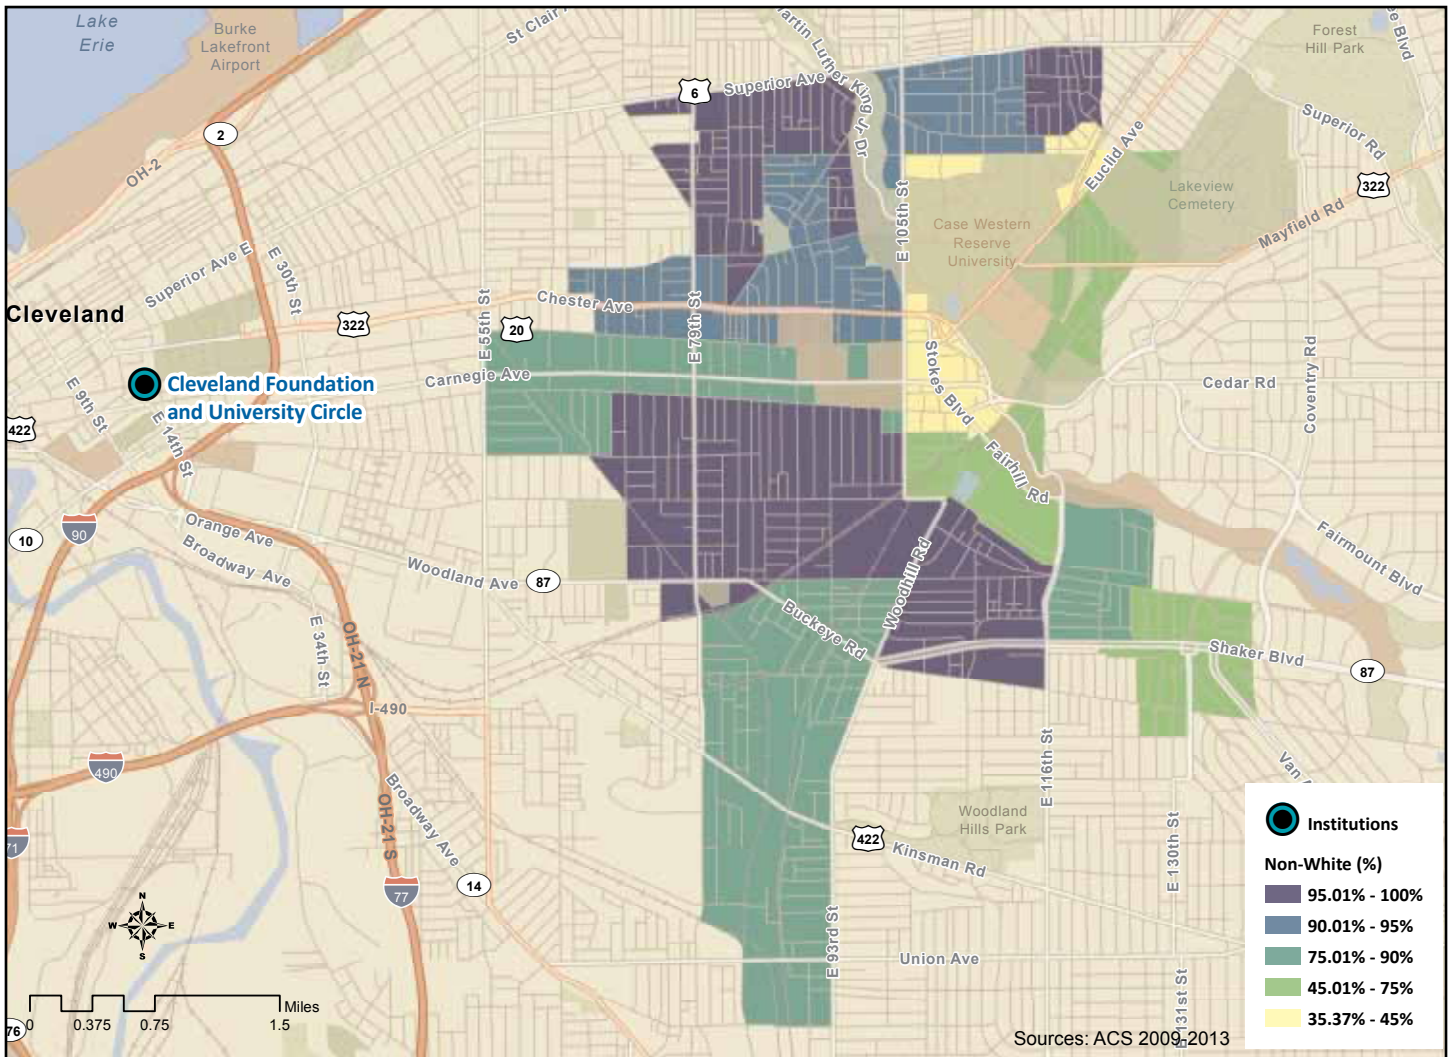 Lake
Erie
Burke
Lakefront
Airport
St Clair
Martin Luther King Jr Dr
Forest
Hill Park
Superior Ave
6
2
OH-2
Superior Rd
Euclid Ave
322
Lakeview
Cemetery
Mayfield Rd
E 105th St
Case Western
Reserve
University
Superior Ave E
E 30th St
Cleveland
Chester Ave
322
20
E 55th St
E 79th St
Stokes Blvd
Coventry Rd
Cleveland Foundation
and University Circle
Carnegie Ave
Cedar Rd
E 9th St
E 14th St
422
Fairhill Rd
90
10
Orange Ave
Broadway Ave
Woodland Ave
87
Woodhill Rd
Fairmount Blvd
Buckeye Rd
E 34th St
OH-21 N
Shaker Blvd
87
I-490
490
71
OH-21 S
Broadway Ave
77
14
E 116th St
Woodland
Hills Park
422
Kinsman Rd
E 130th St
E 93rd St
Union Ave
E 131st St
N
W
E
S
Miles
0
0.375
0.75
1.5
76
Sources: ACS 2009-2013
Institutions
Non-White (%)
95.01% - 100%
90.01% - 95%
75.01% - 90%
45.01% - 75%
35.37% - 45%